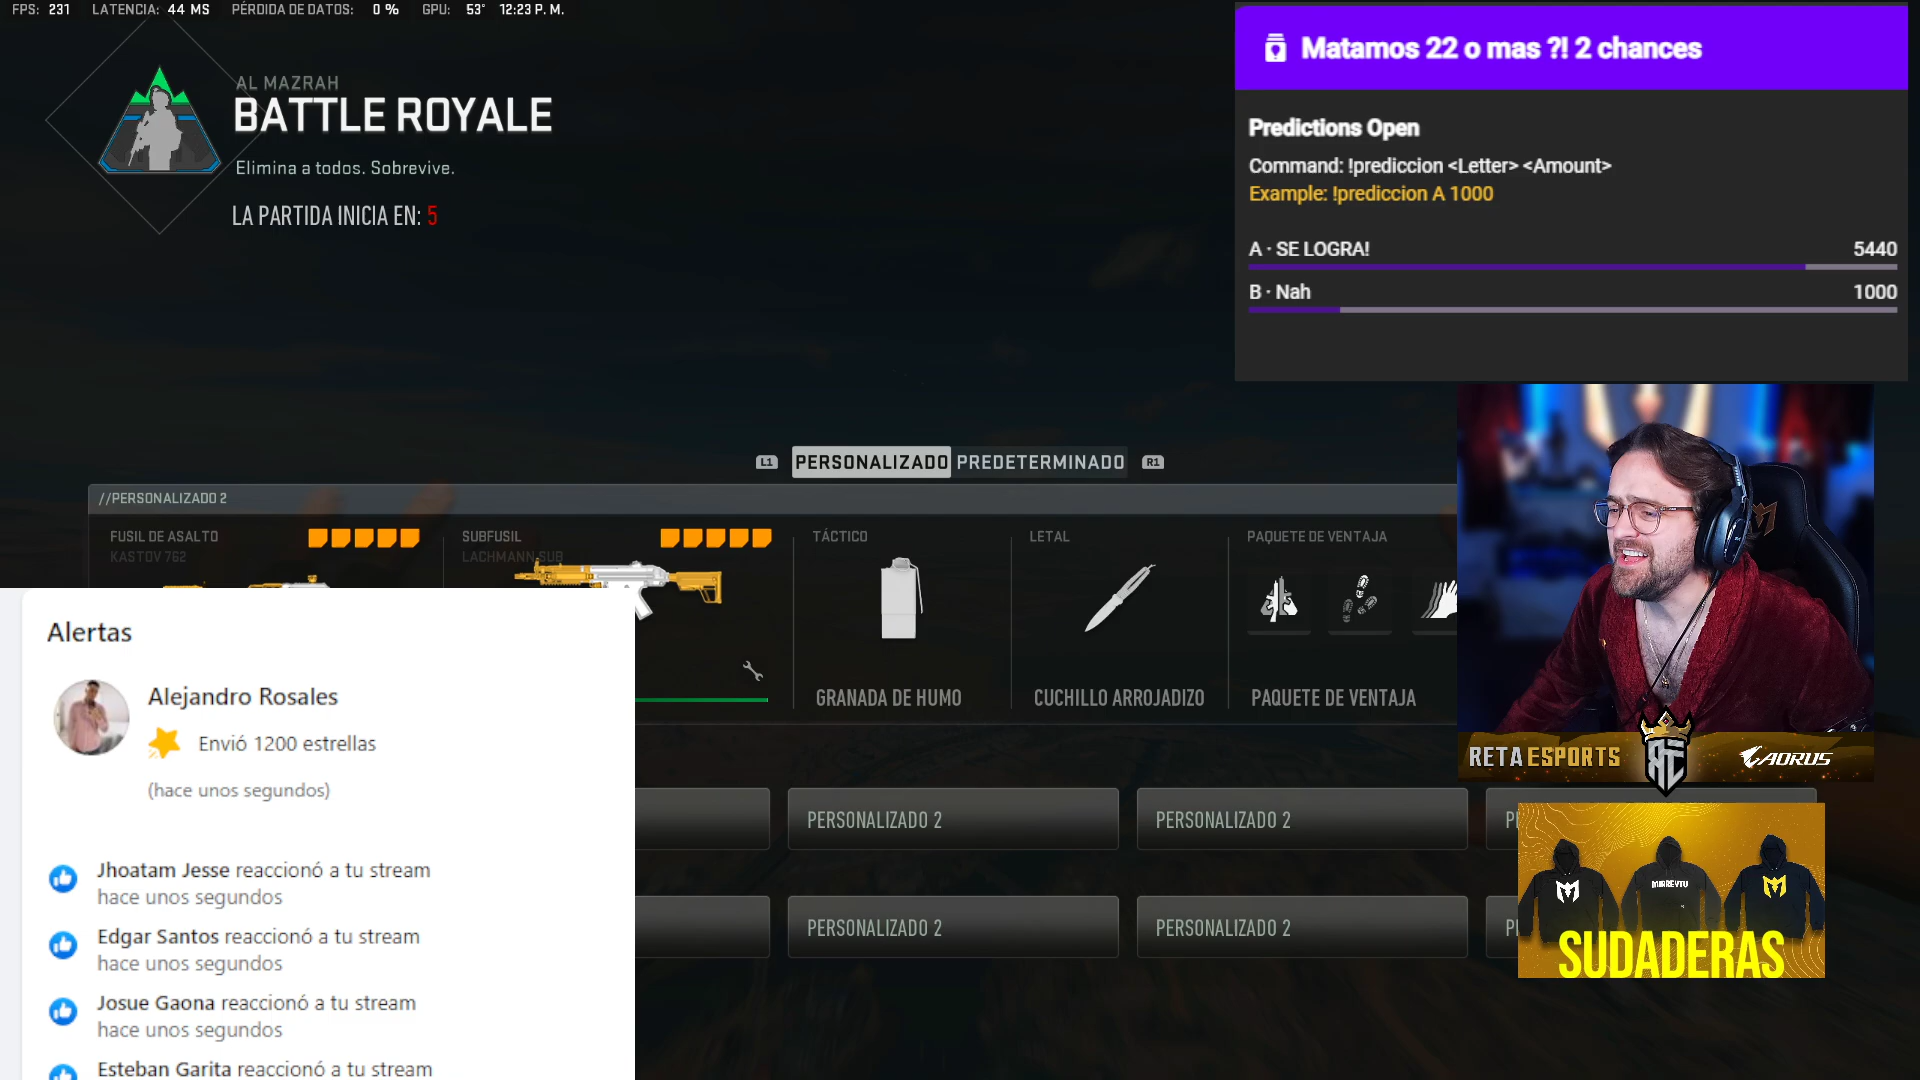 FPS: 231 LATENCIA: 44 MS PÉRDIDA DE DATOS: 0 % GPU: 53° 12:23 P. M.
AL MAZRAH
BATTLE ROYALE
Elimina a todos. Sobrevive.
LA PARTIDA INICIA EN: 5
Matamos 22 o mas ?! 2 chances
Predictions Open
Command: !prediccion <Letter> <Amount>
Example: !prediccion A 1000
A · SE LOGRA! 5440
B · Nah 1000
L1 PERSONALIZADO PREDETERMINADO R1
//PERSONALIZADO 2
FUSIL DE ASALTO
KASTOV 762
SUBFUSIL
LACHMANN SUB
TÁCTICO
GRANADA DE HUMO
LETAL
CUCHILLO ARROJADIZO
PAQUETE DE VENTAJA
PAQUETE DE VENTAJA
Alertas
Alejandro Rosales
Envió 1200 estrellas
(hace unos segundos)
Jhoatam Jesse reaccionó a tu stream
hace unos segundos
Edgar Santos reaccionó a tu stream
hace unos segundos
Josue Gaona reaccionó a tu stream
hace unos segundos
Esteban Garita reaccionó a tu stream
PERSONALIZADO 2 PERSONALIZADO 2
PERSONALIZADO 2 PERSONALIZADO 2
RETA ESPORTS
AORUS
SUDADERAS